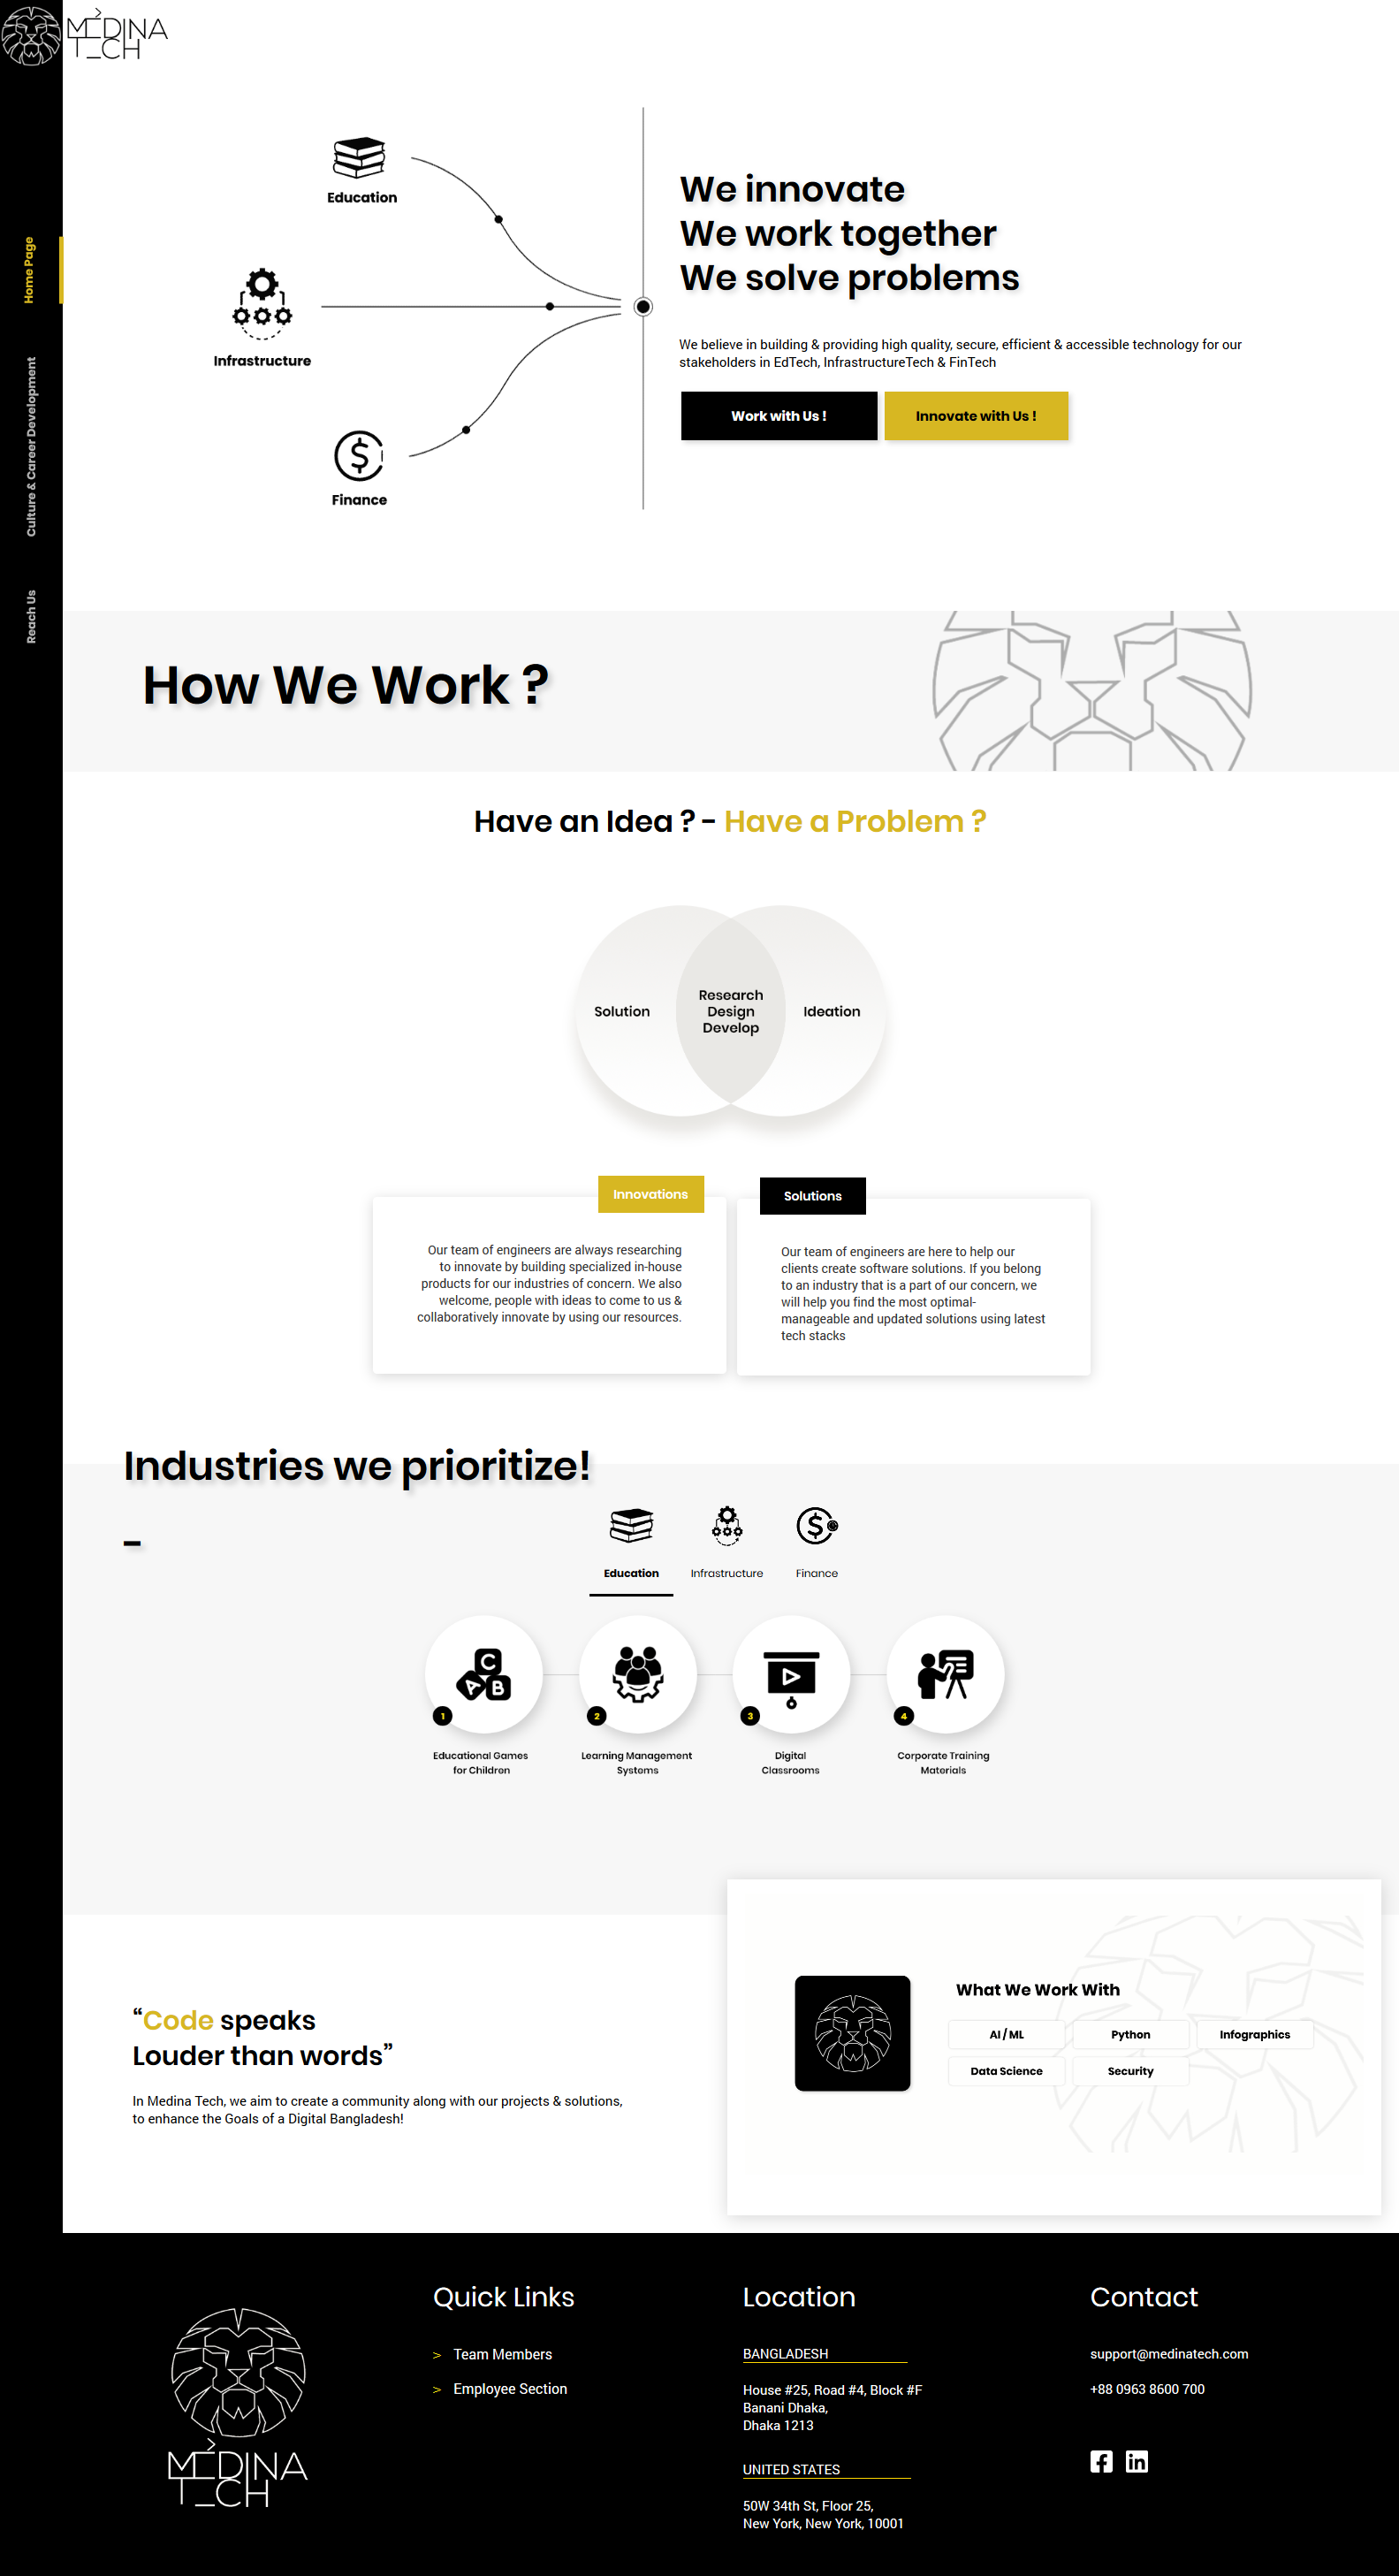 MEDINA
T_CH
Home Page
Culture & Career Development
Reach Us
Education
Infrastructure
Finance
We innovate
We work together
We solve problems
We believe in building & providing high quality, secure, efficient & accessible technology for our
stakeholders in EdTech, InfrastructureTech & FinTech
Work with Us !
Innovate with Us !
How We Work ?
Have an Idea ? - Have a Problem ?
Solution
Research
Design
Develop
Ideation
Innovations
Our team of engineers are always researching
to innovate by building specialized in-house
products for our industries of concern. We also
welcome, people with ideas to come to us &
collaboratively innovate by using our resources.
Solutions
Our team of engineers are here to help our
clients create software solutions. If you belong
to an industry that is a part of our concern, we
will help you find the most optimal-
manageable and updated solutions using latest
tech stacks
Industries we prioritize!
-
Education
Infrastructure
Finance
C
A
B
1
2
3
4
Educational Games
for Children
Learning Management
Systems
Digital
Classrooms
Corporate Training
Materials
“Code speaks
Louder than words”
In Medina Tech, we aim to create a community along with our projects & solutions,
to enhance the Goals of a Digital Bangladesh!
What We Work With
AI / ML
Python
Infographics
Data Science
Security
MEDINA
T_CH
Quick Links
> Team Members
> Employee Section
Location
BANGLADESH
House #25, Road #4, Block #F
Banani Dhaka,
Dhaka 1213
UNITED STATES
50W 34th St, Floor 25,
New York, New York, 10001
Contact
support@medinatech.com
+88 0963 8600 700